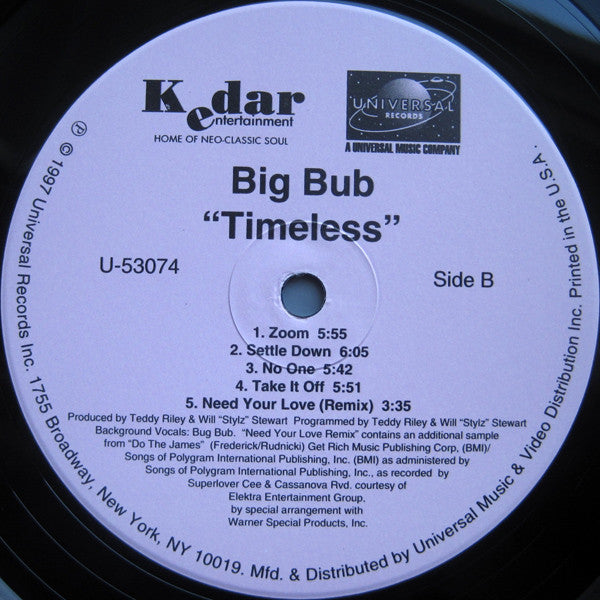 Kedar
entertainment
HOME OF NEO-CLASSIC SOUL
UNIVERSAL
RECORDS
A UNIVERSAL MUSIC COMPANY
Big Bub
“Timeless”
U-53074
Side B
1. Zoom 5:55
2. Settle Down 6:05
3. No One 5:42
4. Take It Off 5:51
5. Need Your Love (Remix) 3:35
Produced by Teddy Riley & Will “Stylz” Stewart Programmed by Teddy Riley & Will “Stylz” Stewart
Background Vocals: Bug Bub. “Need Your Love Remix” contains an additional sample
from “Do The James” (Frederick/Rudnicki) Get Rich Music Publishing Corp, (BMI)/
Songs of Polygram International Publishing, Inc. (BMI) as administered by
Songs of Polygram International Publishing, Inc., as recorded by
Superlover Cee & Cassanova Rvd. courtesy of
Elektra Entertainment Group.
by special arrangement with
Warner Special Products, Inc.
℗ © 1997 Universal Records Inc. 1755 Broadway, New York, NY 10019. Mfd. & Distributed by Universal Music & Video Distribution Inc. Printed in the U.S.A.